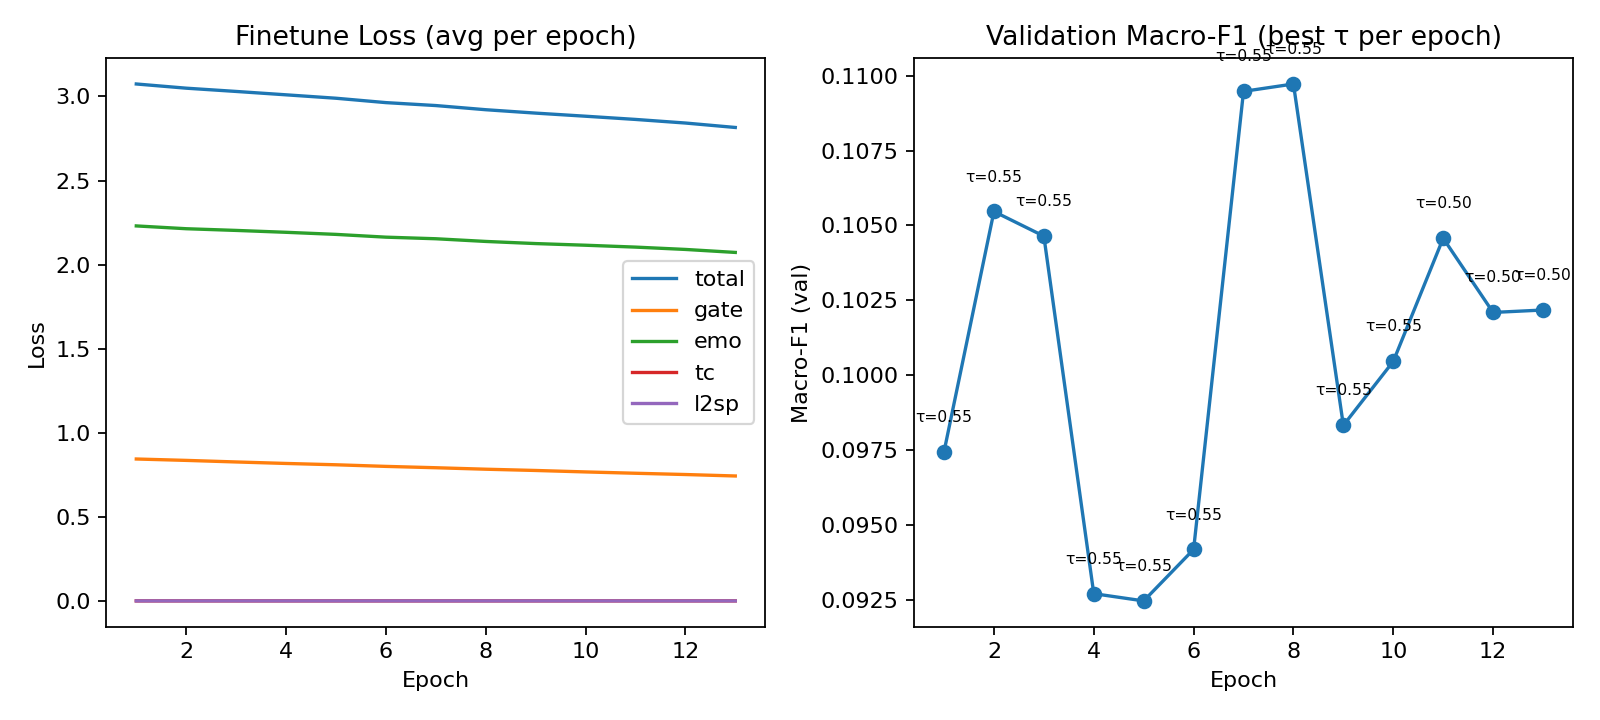 Finetune Loss (avg per epoch)
3.0
2.5
2.0
1.5
1.0
0.5
0.0
Loss
2 4 6 8 10 12
Epoch
total
gate
emo
tc
l2sp
Validation Macro-F1 (best τ per epoch)
0.1100
0.1075
0.1050
0.1025
0.1000
0.0975
0.0950
0.0925
Macro-F1 (val)
τ=0.55
τ=0.55
τ=0.55
τ=0.55
τ=0.55
τ=0.55
τ=0.55
τ=0.55
τ=0.55
τ=0.55
τ=0.50
τ=0.50
τ=0.50
2 4 6 8 10 12
Epoch